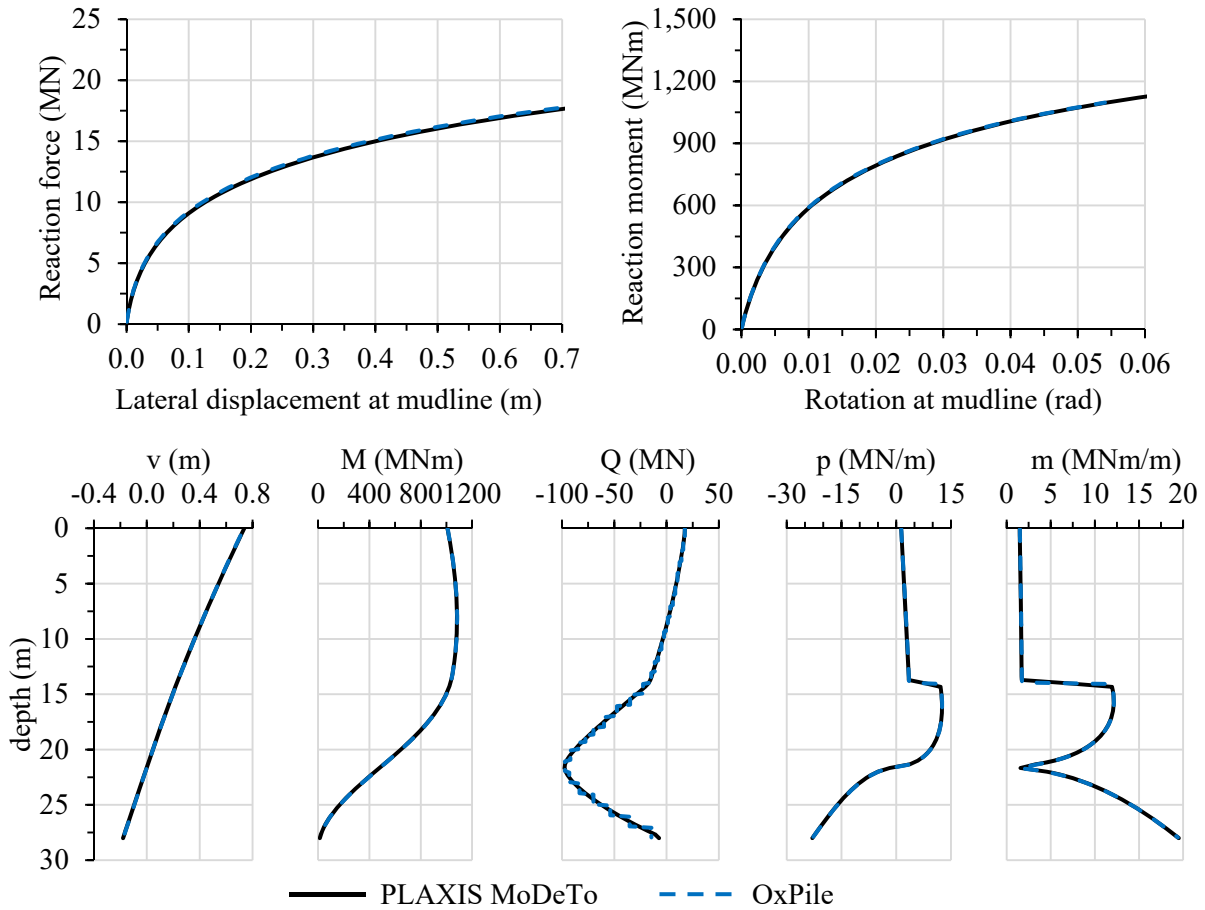 Reaction force (MN)
25
20
15
10
5
0
0.0 0.1 0.2 0.3 0.4 0.5 0.6 0.7
Lateral displacement at mudline (m)
Reaction moment (MNm)
1,500
1,200
900
600
300
0
0.00 0.01 0.02 0.03 0.04 0.05 0.06
Rotation at mudline (rad)
v (m)
-0.4 0.0 0.4 0.8
M (MNm)
0 400 800 1200
Q (MN)
-100 -50 0 50
p (MN/m)
-30 -15 0 15
m (MNm/m)
0 5 10 15 20
depth (m)
0
5
10
15
20
25
30
PLAXIS MoDeTo OxPile